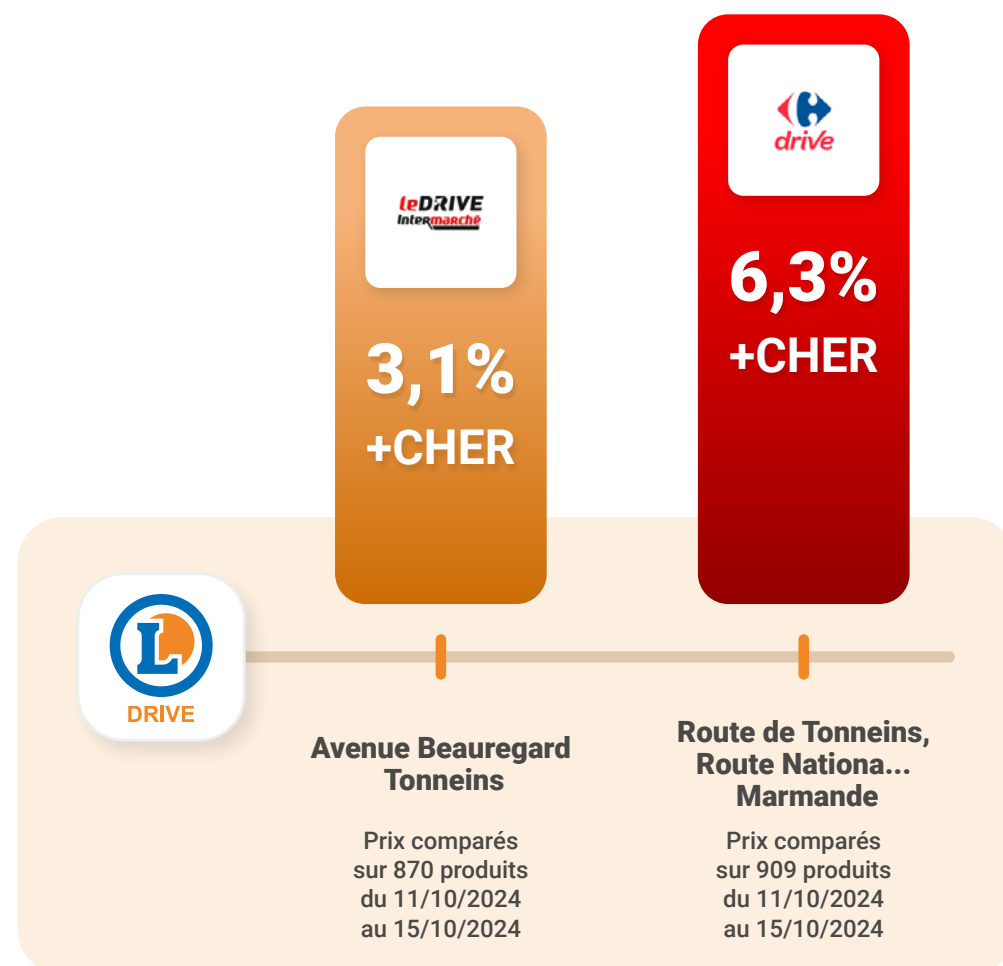 leDRIVE
Intermarché
3,1%
+CHER
drive
6,3%
+CHER
L
DRIVE
Avenue Beauregard
Tonneins
Prix comparés
sur 870 produits
du 11/10/2024
au 15/10/2024
Route de Tonneins,
Route Nationa...
Marmande
Prix comparés
sur 909 produits
du 11/10/2024
au 15/10/2024